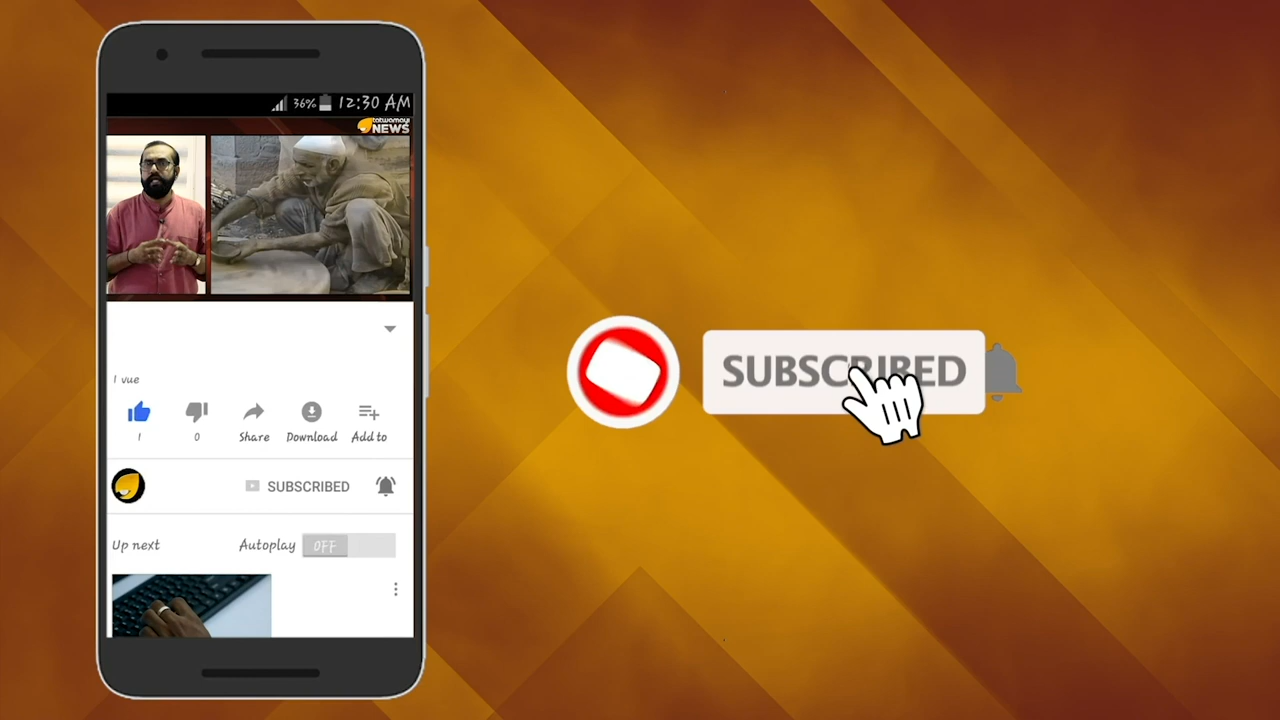 36% 12:30 AM
tatwamayi
NEWS
1 vue
1
0
Share
Download
Add to
SUBSCRIBED
Up next
Autoplay
OFF
SUBSCRIBED